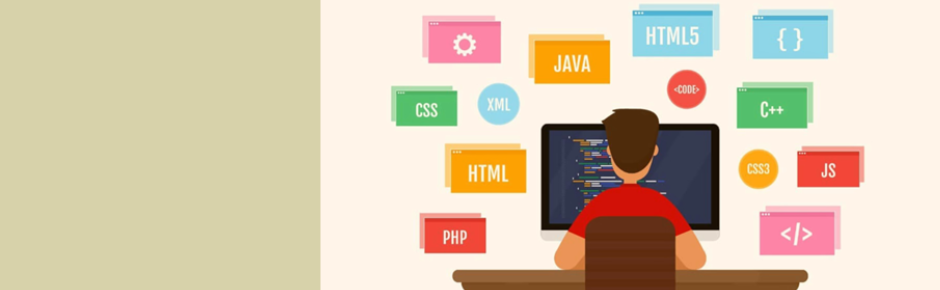 HTML5
{ }
JAVA
<CODE>
CSS
XML
C++
HTML
CSS3
JS
PHP
</>